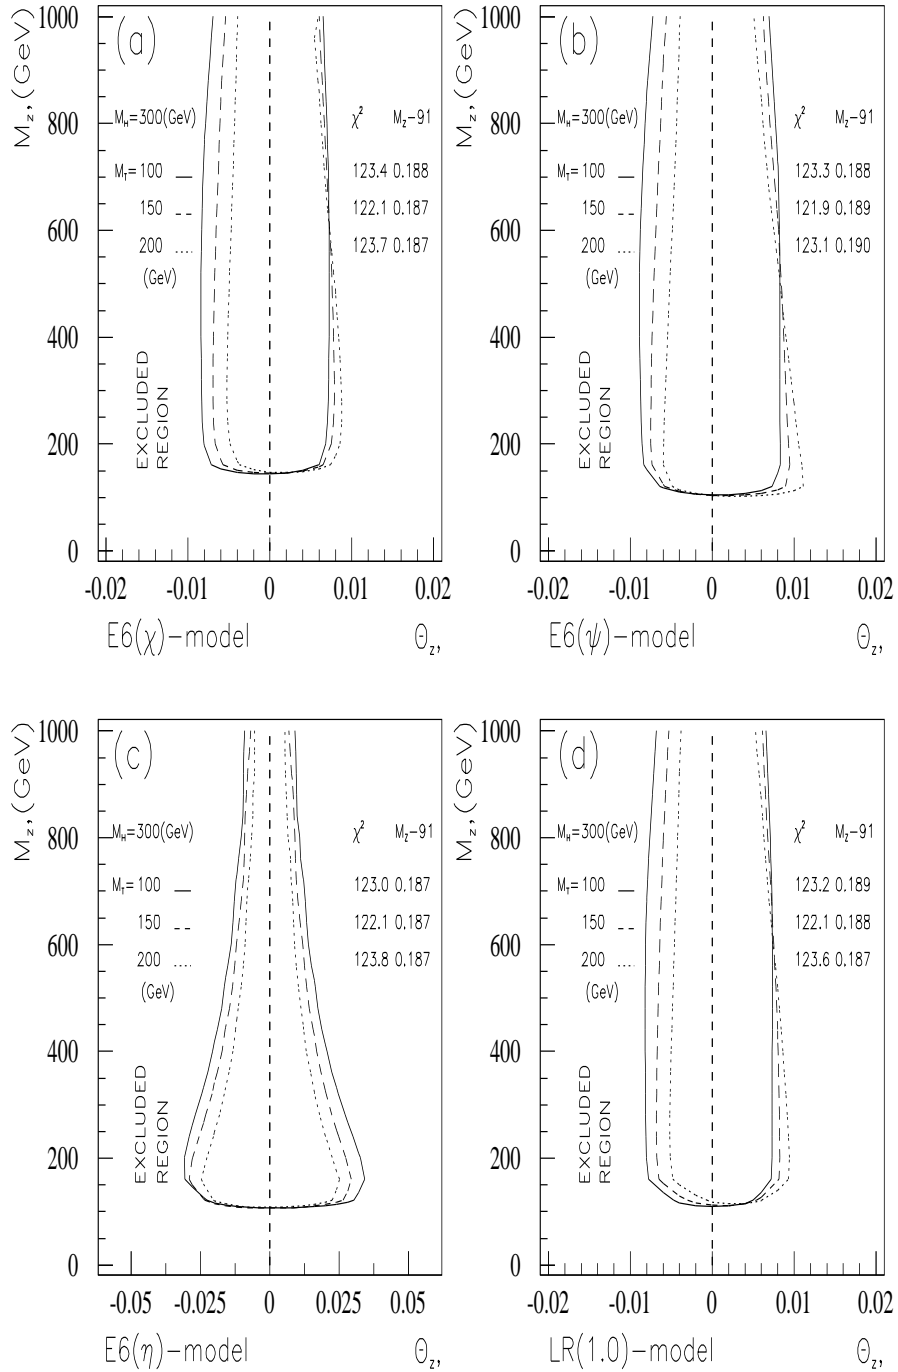 (a)
M_z, (GeV)
1000
800
600
400
200
0
M_H=300(GeV)
χ² M_z-91
M_T=100 123.4 0.188
150 122.1 0.187
200 123.7 0.187
(GeV)
EXCLUDED
REGION
-0.02 -0.01 0 0.01 0.02
E6(χ)-model Θ_z,
(b)
M_z, (GeV)
1000
800
600
400
200
0
M_H=300(GeV)
χ² M_z-91
M_T=100 123.3 0.188
150 121.9 0.189
200 123.1 0.190
(GeV)
EXCLUDED
REGION
-0.02 -0.01 0 0.01 0.02
E6(ψ)-model Θ_z,
(c)
M_z, (GeV)
1000
800
600
400
200
0
M_H=300(GeV)
χ² M_z-91
M_T=100 123.0 0.187
150 122.1 0.187
200 123.8 0.187
(GeV)
EXCLUDED
REGION
-0.05 -0.025 0 0.025 0.05
E6(η)-model Θ_z,
(d)
M_z, (GeV)
1000
800
600
400
200
0
M_H=300(GeV)
χ² M_z-91
M_T=100 123.2 0.189
150 122.1 0.188
200 123.6 0.187
(GeV)
EXCLUDED
REGION
-0.02 -0.01 0 0.01 0.02
LR(1.0)-model Θ_z,